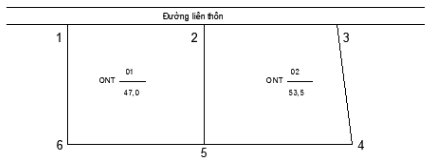 Đường liên thôn
1 2 3
ONT 01 47,0
ONT 02 53,5
6 5 4